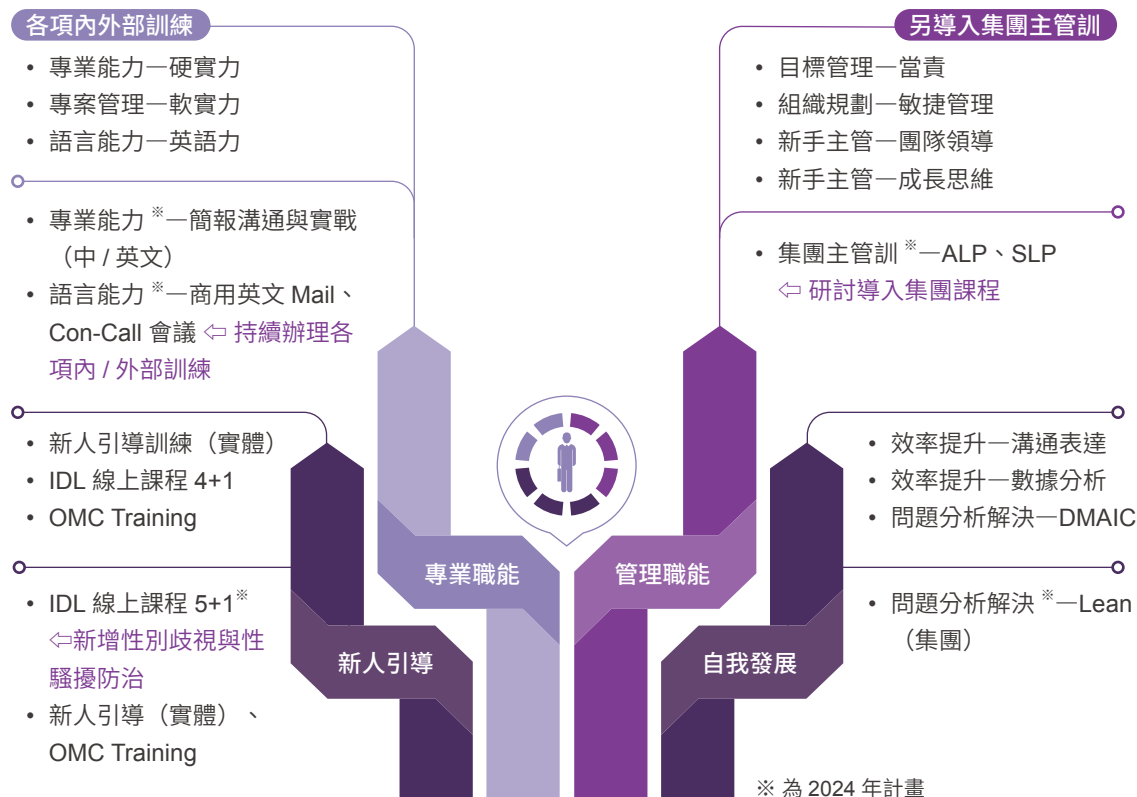 各項內外部訓練
• 專業能力—硬實力
• 專案管理—軟實力
• 語言能力—英語力
• 專業能力 ※—簡報溝通與實戰
（中 / 英文）
• 語言能力 ※—商用英文 Mail、
Con-Call 會議 ⇦ 持續辦理各
項內 / 外部訓練
• 新人引導訓練（實體）
• IDL 線上課程 4+1
• OMC Training
• IDL 線上課程 5+1※
⇦新增性別歧視與性
騷擾防治
• 新人引導（實體）、
OMC Training
另導入集團主管訓
• 目標管理—當責
• 組織規劃—敏捷管理
• 新手主管—團隊領導
• 新手主管—成長思維
• 集團主管訓 ※—ALP、SLP
⇦ 研討導入集團課程
• 效率提升—溝通表達
• 效率提升—數據分析
• 問題分析解決—DMAIC
• 問題分析解決 ※—Lean
（集團）
專業職能
管理職能
新人引導
自我發展
※ 為 2024 年計畫